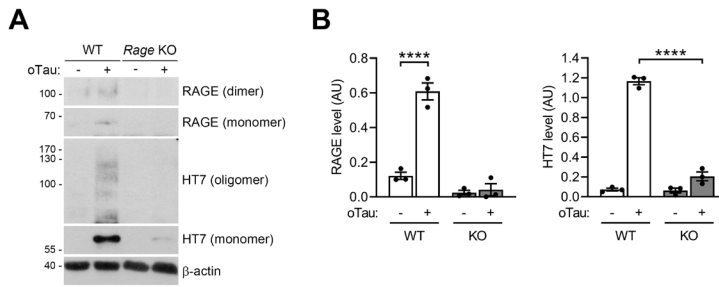 A
WT Rage KO
oTau: - + - +
100 - RAGE (dimer)
70 -
RAGE (monomer)
170 -
130 -
100 - HT7 (oligomer)
HT7 (monomer)
55 -
40 - β-actin
B
****
RAGE level (AU)
0.8
0.6
0.4
0.2
0.0
oTau: - + - +
WT KO
****
HT7 level (AU)
1.4
1.2
1.0
0.8
0.6
0.4
0.2
0.0
oTau: - + - +
WT KO